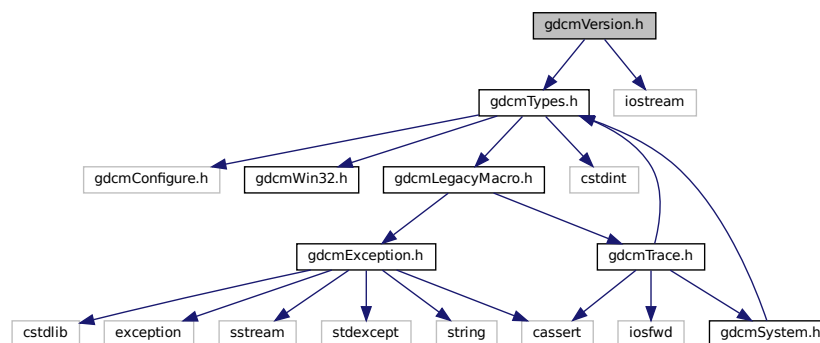 gdcmVersion.h
gdcmTypes.h
iostream
gdcmConfigure.h
gdcmWin32.h
gdcmLegacyMacro.h
cstdint
gdcmException.h
gdcmTrace.h
cstdlib
exception
sstream
stdexcept
string
cassert
iosfwd
gdcmSystem.h